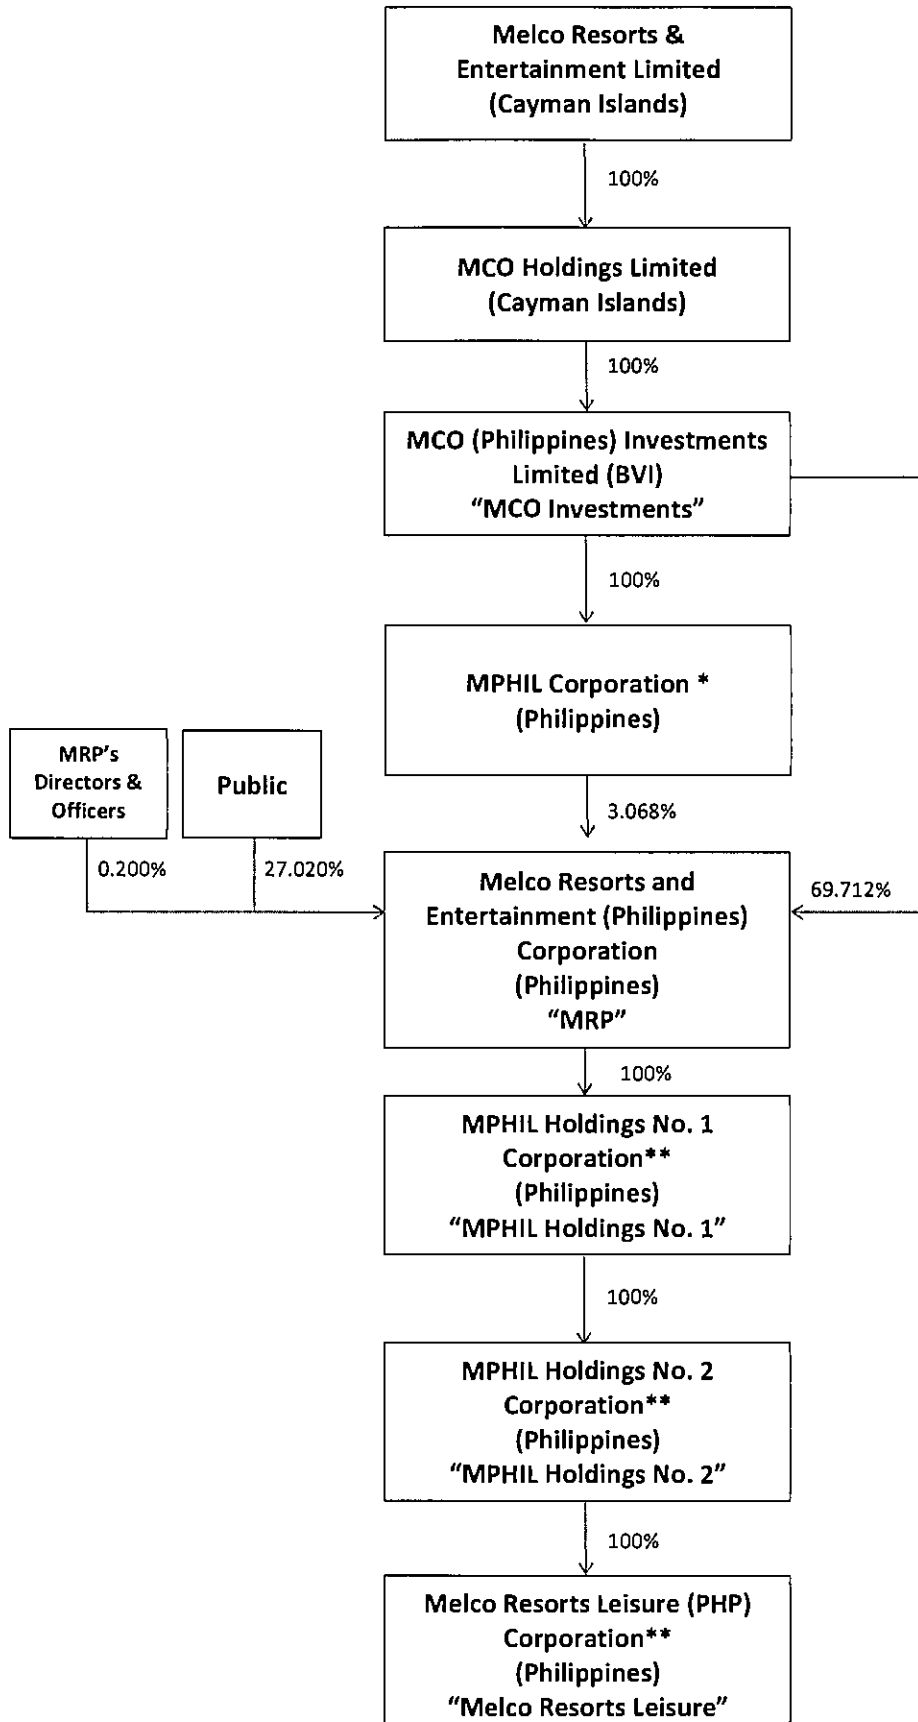 Melco Resorts &
Entertainment Limited
(Cayman Islands)
100%
MCO Holdings Limited
(Cayman Islands)
100%
MCO (Philippines) Investments
Limited (BVI)
“MCO Investments”
100%
MPHIL Corporation *
(Philippines)
MRP’s
Directors &
Officers
Public
3.068%
0.200%
27.020%
69.712%
Melco Resorts and
Entertainment (Philippines)
Corporation
(Philippines)
“MRP”
100%
MPHIL Holdings No. 1
Corporation**
(Philippines)
“MPHIL Holdings No. 1”
100%
MPHIL Holdings No. 2
Corporation**
(Philippines)
“MPHIL Holdings No. 2”
100%
Melco Resorts Leisure (PHP)
Corporation**
(Philippines)
“Melco Resorts Leisure”